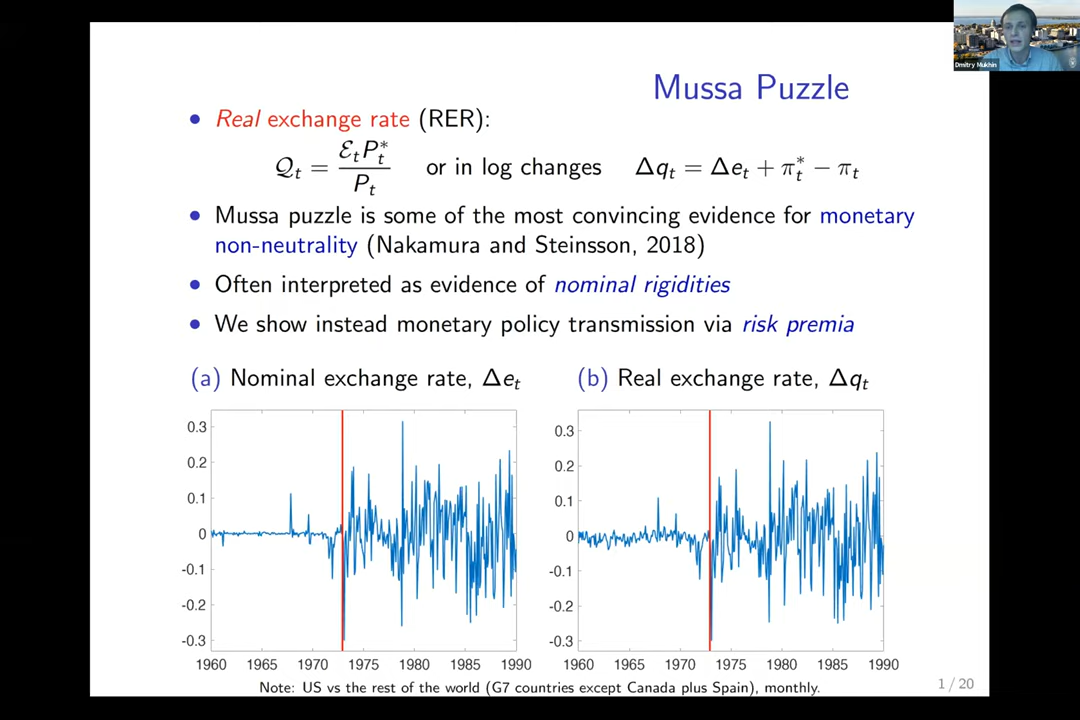 Dmitry Mukhin
Mussa Puzzle
• Real exchange rate (RER):
𝒬ₜ = ℰₜPₜ* / Pₜ or in log changes Δqₜ = Δeₜ + πₜ* − πₜ
• Mussa puzzle is some of the most convincing evidence for monetary
non-neutrality (Nakamura and Steinsson, 2018)
• Often interpreted as evidence of nominal rigidities
• We show instead monetary policy transmission via risk premia
(a) Nominal exchange rate, Δeₜ
0.3
0.2
0.1
0
-0.1
-0.2
-0.3
1960 1965 1970 1975 1980 1985 1990
(b) Real exchange rate, Δqₜ
0.3
0.2
0.1
0
-0.1
-0.2
-0.3
1960 1965 1970 1975 1980 1985 1990
Note: US vs the rest of the world (G7 countries except Canada plus Spain), monthly.
1 / 20